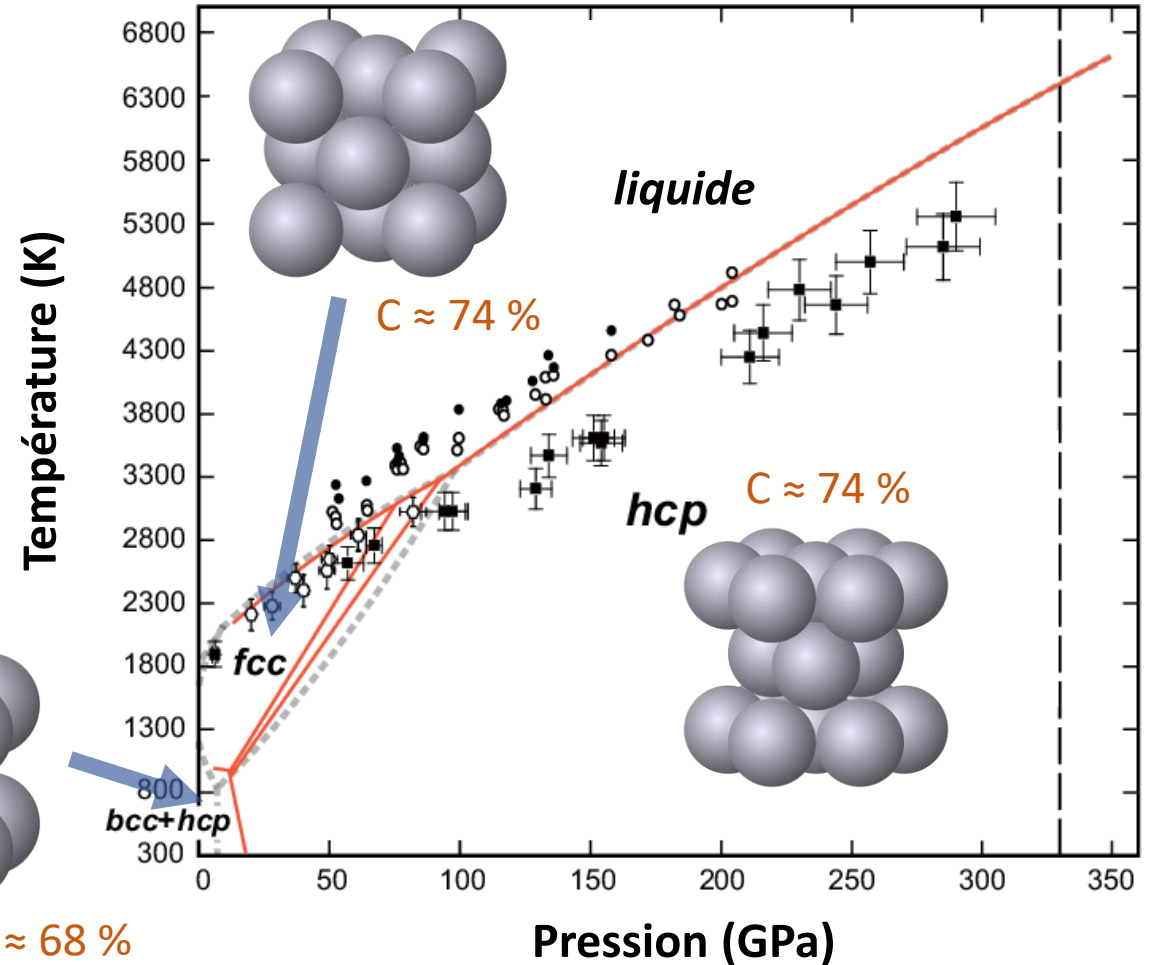 6800
6300
5800
5300
4800
4300
3800
3300
2800
2300
1800
1300
800
300
Température (K)
liquide
C ≈ 74 %
hcp
C ≈ 74 %
fcc
bcc+hcp
0 50 100 150 200 250 300 350
≈ 68 %
Pression (GPa)